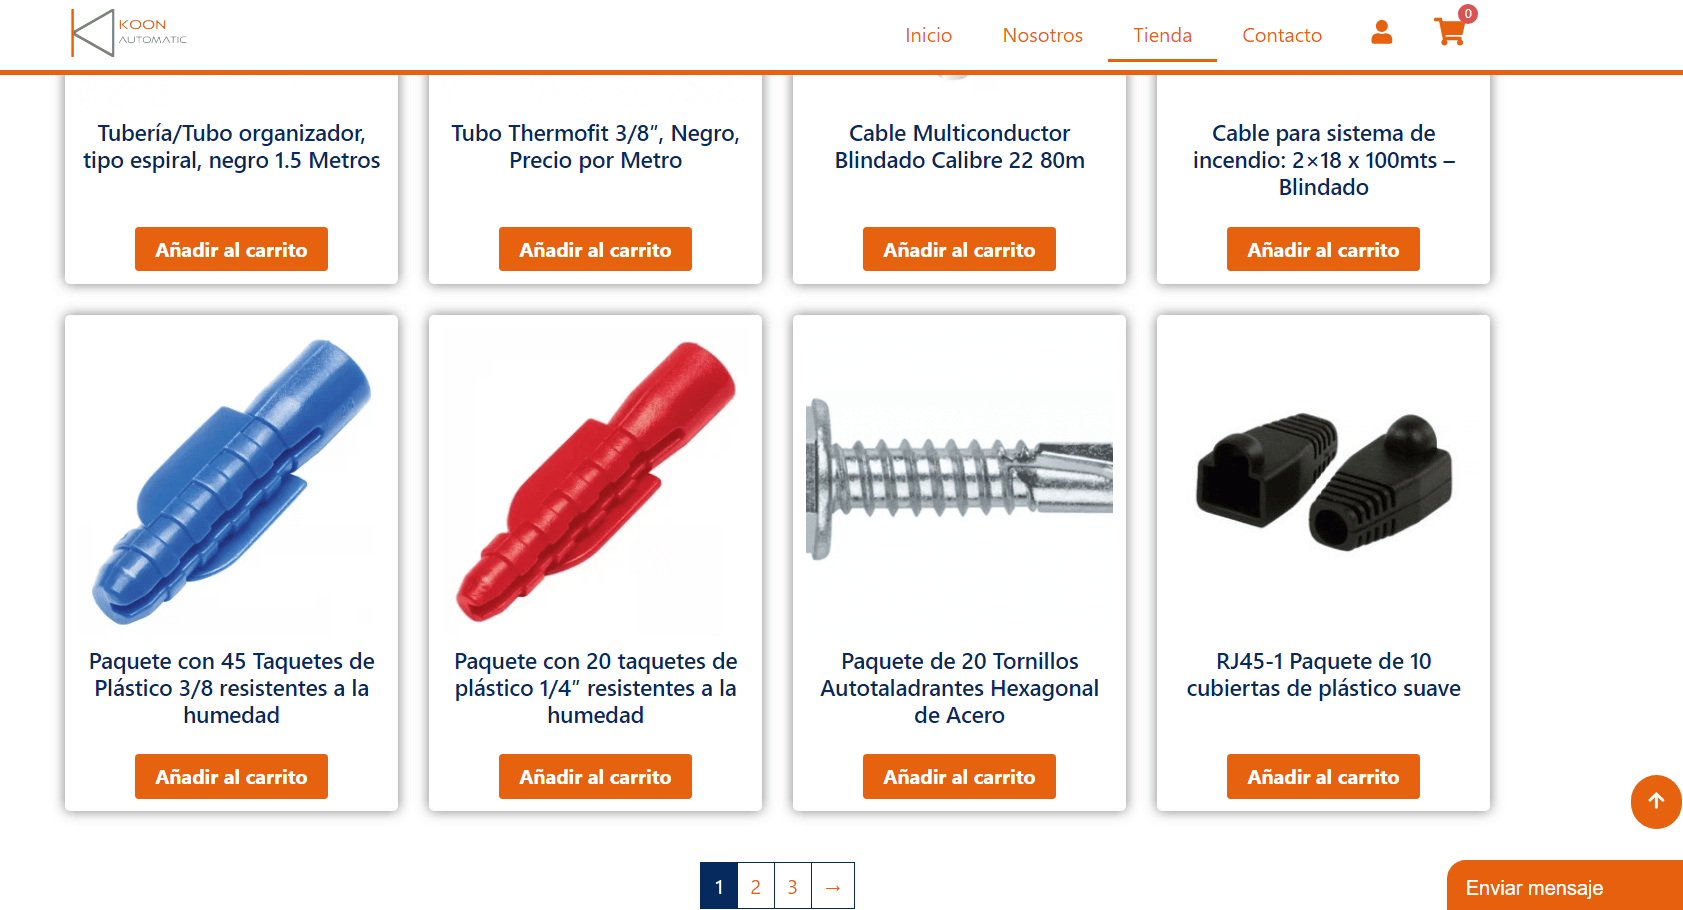 KOON
AUTOMATIC
Inicio
Nosotros
Tienda
Contacto
0
Tubería/Tubo organizador,
tipo espiral, negro 1.5 Metros
Añadir al carrito
Tubo Thermofit 3/8″, Negro,
Precio por Metro
Añadir al carrito
Cable Multiconductor
Blindado Calibre 22 80m
Añadir al carrito
Cable para sistema de
incendio: 2×18 x 100mts –
Blindado
Añadir al carrito
Paquete con 45 Taquetes de
Plástico 3/8 resistentes a la
humedad
Añadir al carrito
Paquete con 20 taquetes de
plástico 1/4″ resistentes a la
humedad
Añadir al carrito
Paquete de 20 Tornillos
Autotaladrantes Hexagonal
de Acero
Añadir al carrito
RJ45-1 Paquete de 10
cubiertas de plástico suave
Añadir al carrito
1 2 3 →
Enviar mensaje